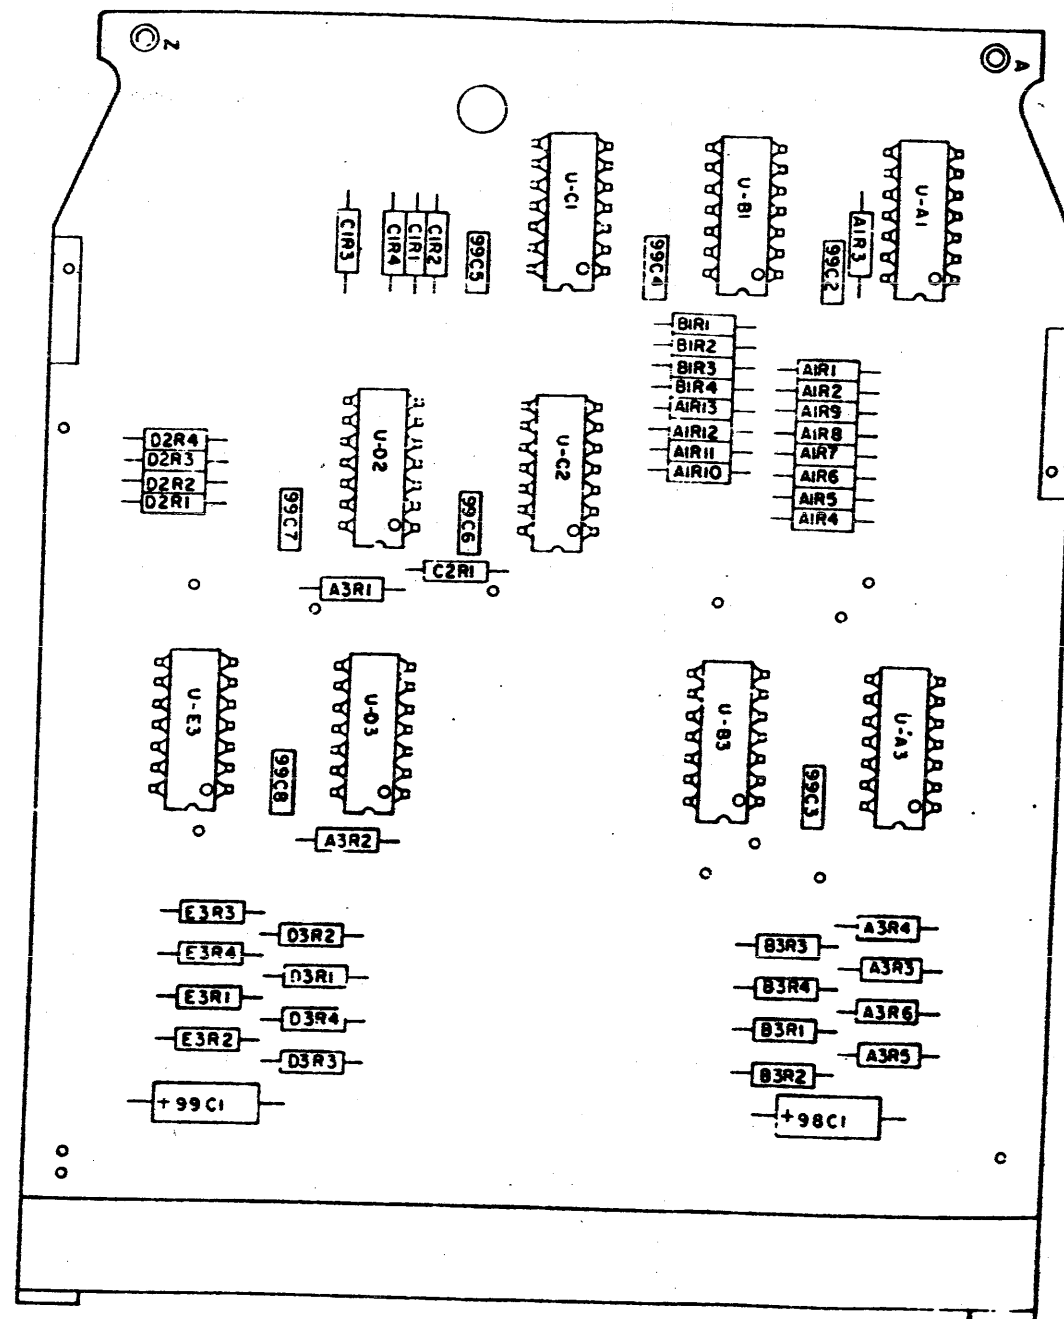 Z
A
U-C1
U-B1
U-A1
C1R3
C1R4
C1R1
C1R2
99C5
99C4
99C2
A1R3
B1R1
B1R2
B1R3
B1R4
A1R13
A1R12
A1R11
A1R10
A1R1
A1R2
A1R9
A1R8
A1R7
A1R6
A1R5
A1R4
D2R4
D2R3
D2R2
D2R1
U-D2
U-C2
99C7
99C6
C2R1
A3R1
U-E3
U-D3
U-B3
U-A3
99C8
99C3
A3R2
E3R3
D3R2
E3R4
D3R1
E3R1
D3R4
E3R2
D3R3
+99C1
A3R4
B3R3
A3R3
B3R4
A3R6
B3R1
A3R5
B3R2
+98C1